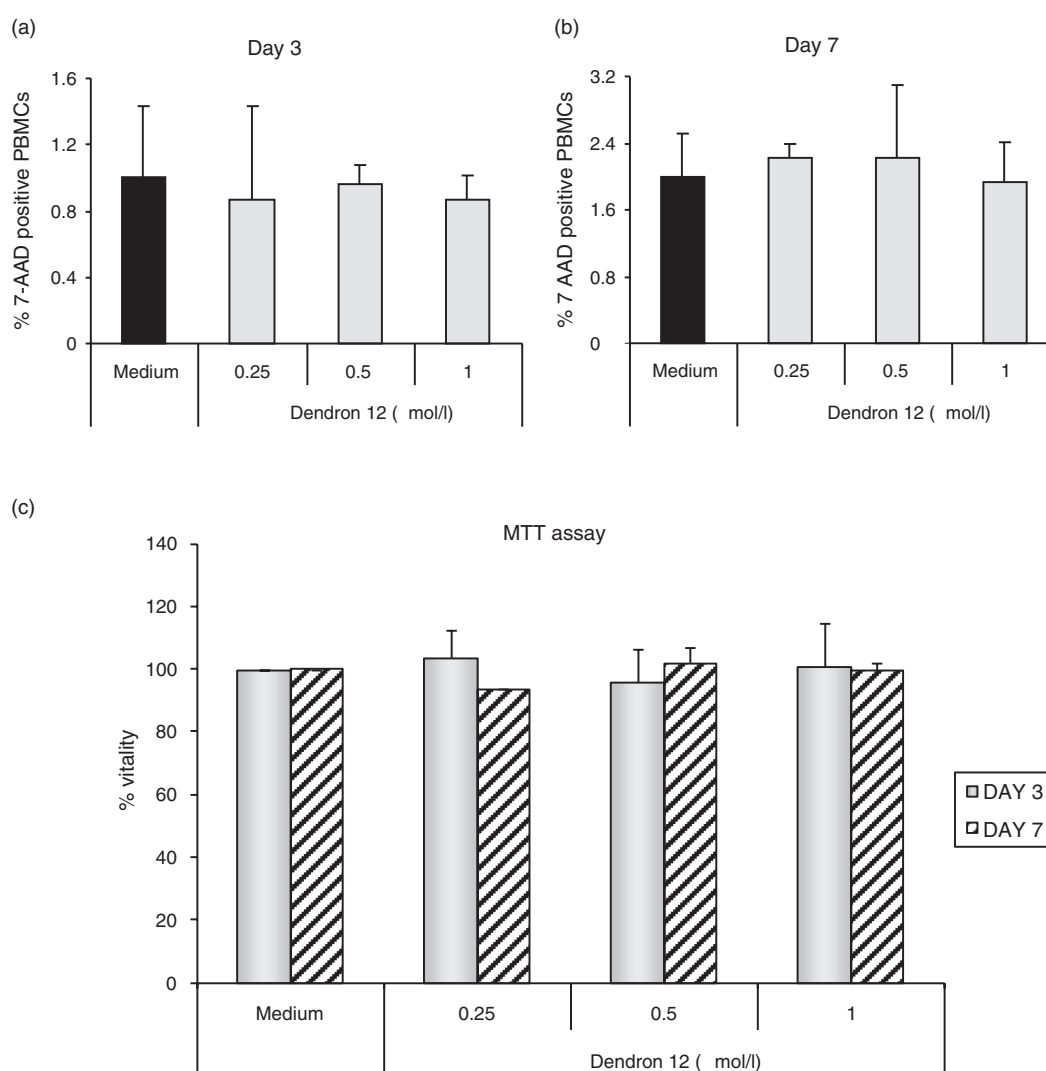 (a)
Day 3
% 7-AAD positive PBMCs
1.6
1.2
0.8
0.4
0
Medium
0.25
0.5
1
Dendron 12 ( mol/l)
(b)
Day 7
% 7 AAD positive PBMCs
3.2
2.4
1.6
0.8
0
Medium
0.25
0.5
1
Dendron 12 ( mol/l)
(c)
MTT assay
% vitality
140
120
100
80
60
40
20
0
Medium
0.25
0.5
1
Dendron 12 ( mol/l)
DAY 3
DAY 7